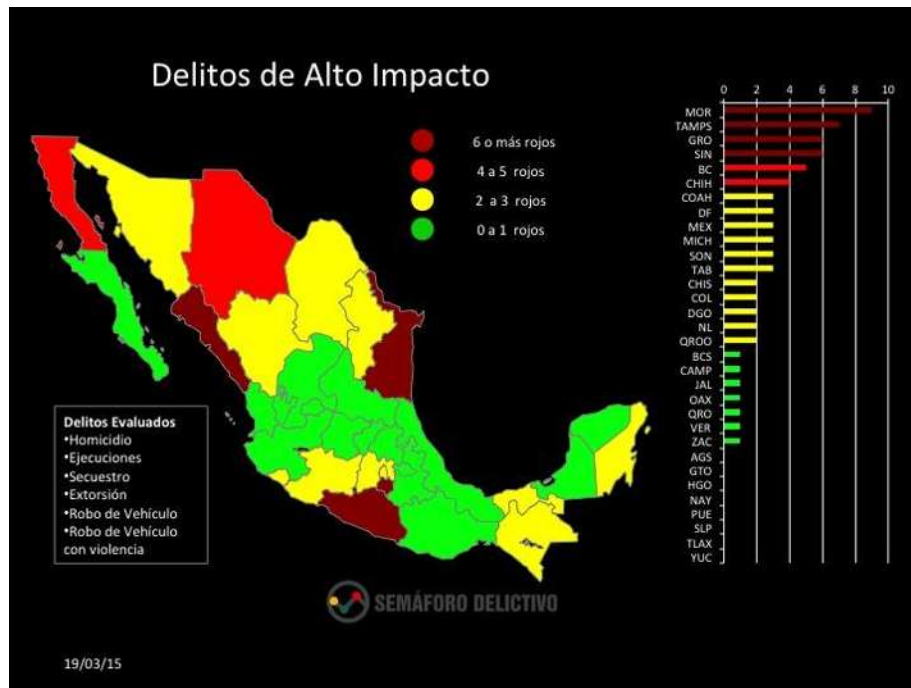 Delitos de Alto Impacto
6 o más rojos
4 a 5 rojos
2 a 3 rojos
0 a 1 rojos
Delitos Evaluados
•Homicidio
•Ejecuciones
•Secuestro
•Extorsión
•Robo de Vehículo
•Robo de Vehículo
con violencia
0 2 4 6 8 10
MOR
TAMPS
GRO
SIN
BC
CHIH
COAH
DF
MEX
MICH
SON
TAB
CHIS
COL
DGO
NL
QROO
BCS
CAMP
JAL
OAX
QRO
VER
ZAC
AGS
GTO
HGO
NAY
PUE
SLP
TLAX
YUC
SEMÁFORO DELICTIVO
19/03/15